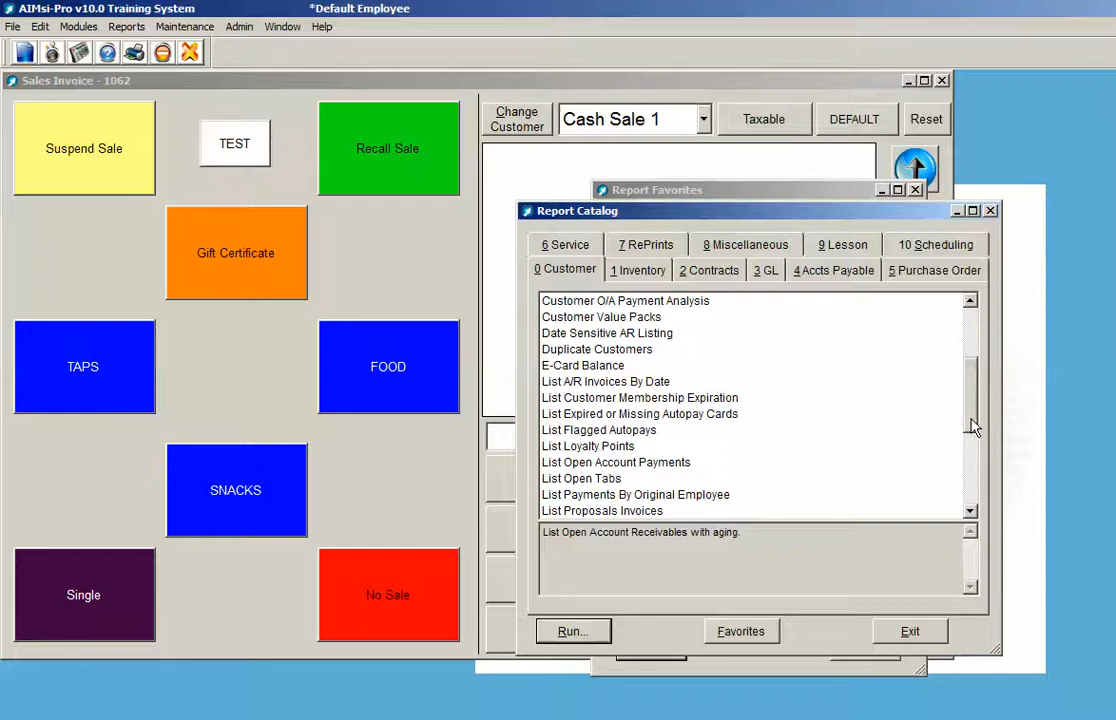 AIMsi-Pro v10.0 Training System *Default Employee
File Edit Modules Reports Maintenance Admin Window Help
Sales Invoice - 1062
Suspend Sale
TEST
Recall Sale
Gift Certificate
TAPS
FOOD
SNACKS
Single
No Sale
Change
Customer
Cash Sale 1
Taxable
DEFAULT
Reset
Report Favorites
Report Catalog
6 Service 7 RePrints 8 Miscellaneous 9 Lesson 10 Scheduling
0 Customer 1 Inventory 2 Contracts 3 GL 4 Accts Payable 5 Purchase Order
Customer O/A Payment Analysis
Customer Value Packs
Date Sensitive AR Listing
Duplicate Customers
E-Card Balance
List A/R Invoices By Date
List Customer Membership Expiration
List Expired or Missing Autopay Cards
List Flagged Autopays
List Loyalty Points
List Open Account Payments
List Open Tabs
List Payments By Original Employee
List Proposals Invoices
List Open Account Receivables with aging.
Run... Favorites Exit